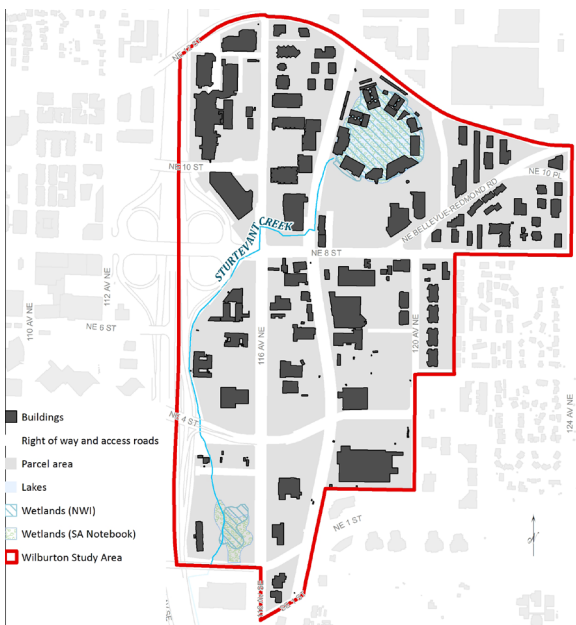 NE 12 ST
NE 10 ST
NE 10 PL
NE BELLEVUE-REDMOND RD
STURTEVANT CREEK
NE 8 ST
110 AV NE
112 AV NE
116 AV NE
120 AV NE
124 AV NE
NE 6 ST
NE 4 ST
NE 1 ST
Buildings
Right of way and access roads
Parcel area
Lakes
Wetlands (NWI)
Wetlands (SA Notebook)
Wilburton Study Area